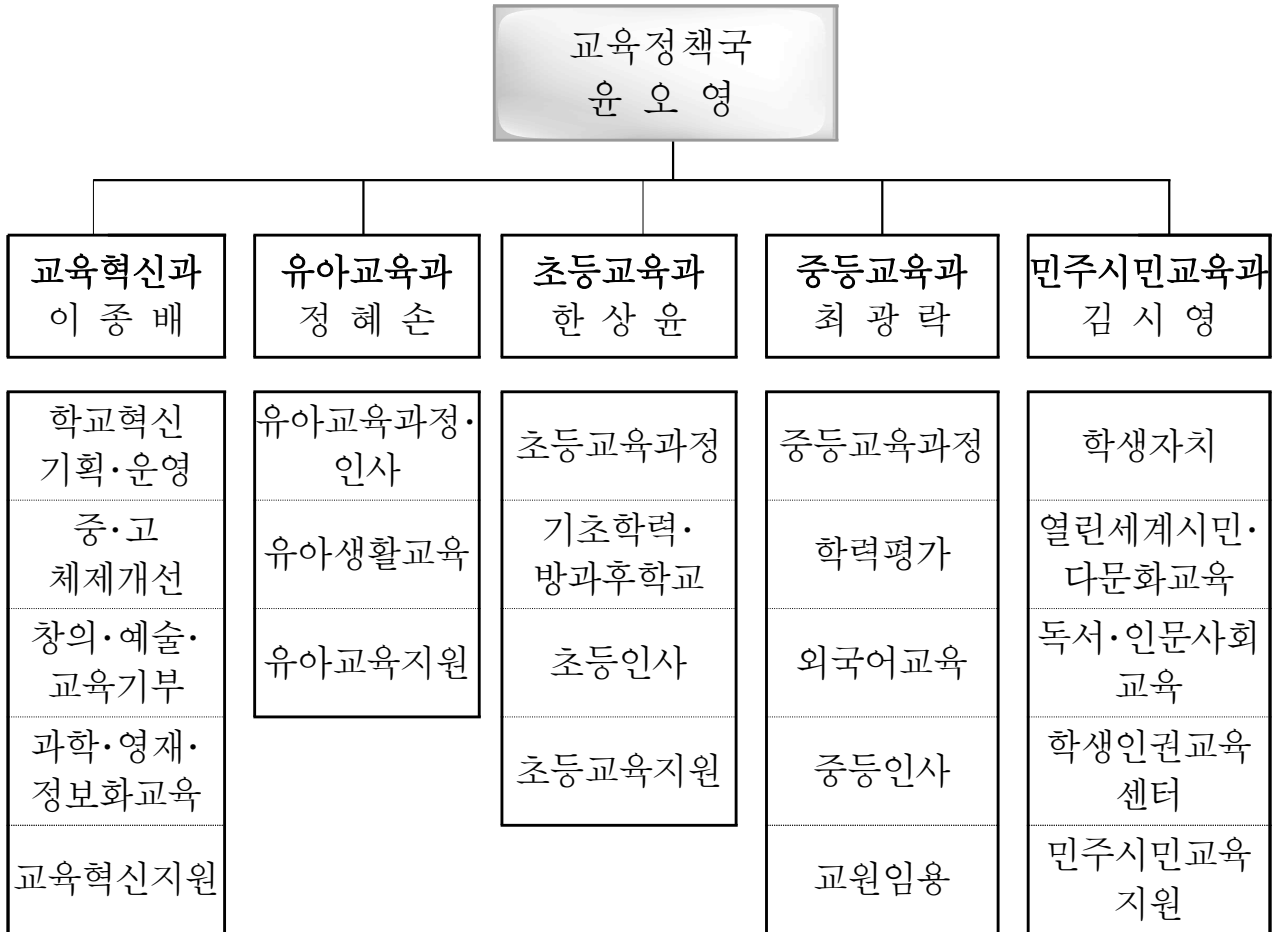 교육정책국
윤 오 영
교육혁신과
이 종 배
유아교육과
정 혜 손
초등교육과
한 상 윤
중등교육과
최 광 락
민주시민교육과
김 시 영
학교혁신
기획·운영
중·고
체제개선
창의·예술·
교육기부
과학·영재·
정보화교육
교육혁신지원
유아교육과정·
인사
유아생활교육
유아교육지원
초등교육과정
기초학력·
방과후학교
초등인사
초등교육지원
중등교육과정
학력평가
외국어교육
중등인사
교원임용
학생자치
열린세계시민·
다문화교육
독서·인문사회
교육
학생인권교육
센터
민주시민교육
지원